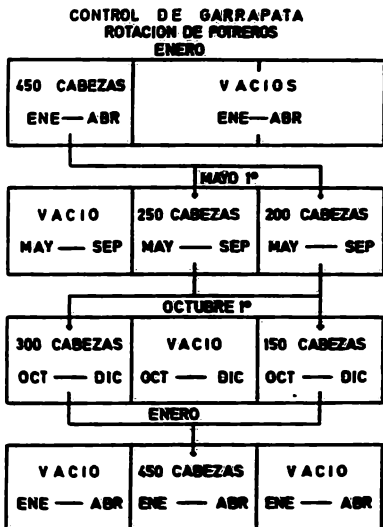 CONTROL DE GARRAPATA
ROTACION DE POTREROS
ENERO
450 CABEZAS VACIOS
ENE — ABR ENE — ABR
MAYO 1º
VACIO 250 CABEZAS 200 CABEZAS
MAY — SEP MAY — SEP MAY — SEP
OCTUBRE 1º
300 CABEZAS VACIO 150 CABEZAS
OCT — DIC OCT — DIC OCT — DIC
ENERO
VACIO 450 CABEZAS VACIO
ENE — ABR ENE — ABR ENE — ABR